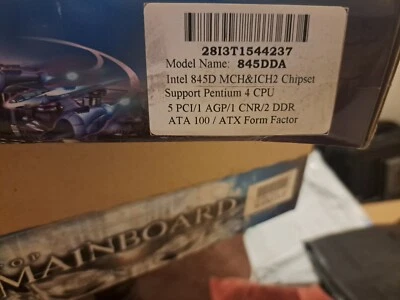 28I3T1544237
Model Name: 845DDA
Intel 845D MCH&ICH2 Chipset
Support Pentium 4 CPU
5 PCI/1 AGP/1 CNR/2 DDR
ATA 100 / ATX Form Factor
TOP
MAINBOARD